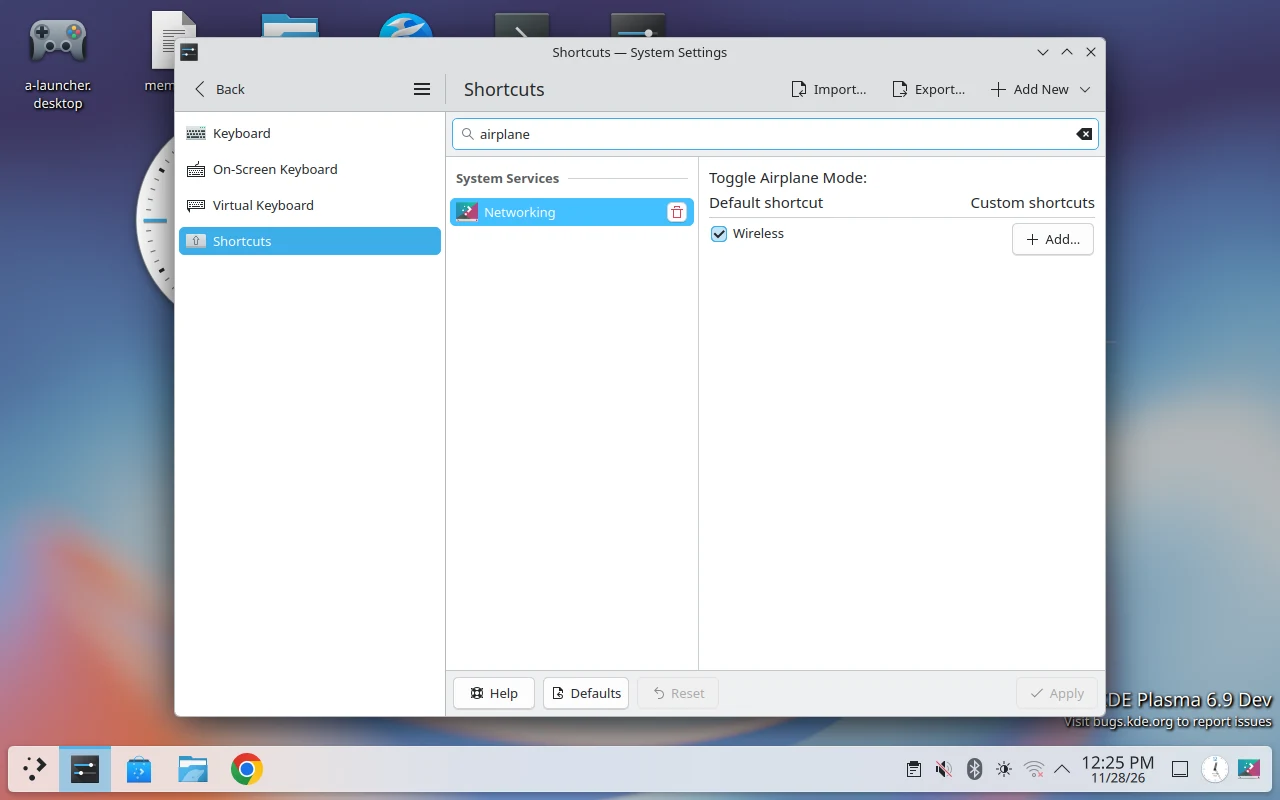 a-launcher.
desktop
mem
Shortcuts — System Settings
Back
Shortcuts
Import...
Export...
Add New
Keyboard
On-Screen Keyboard
Virtual Keyboard
Shortcuts
airplane
System Services
Networking
Toggle Airplane Mode:
Default shortcut
Custom shortcuts
Wireless
Add...
Help
Defaults
Reset
Apply
DE Plasma 6.9 Dev
Visit bugs.kde.org to report issues
12:25 PM
11/28/26